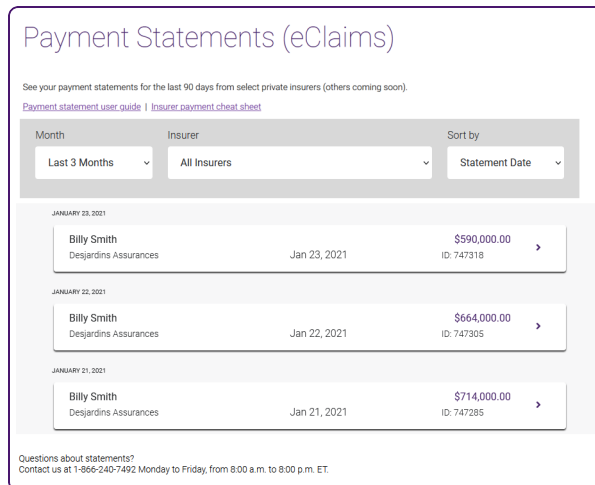 Payment Statements (eClaims)
See your payment statements for the last 90 days from select private insurers (others coming soon).
Payment statement user guide | Insurer payment cheat sheet
Month Insurer Sort by
Last 3 Months All Insurers Statement Date
JANUARY 23, 2021
Billy Smith $590,000.00
Desjardins Assurances Jan 23, 2021 ID: 747318
JANUARY 22, 2021
Billy Smith $664,000.00
Desjardins Assurances Jan 22, 2021 ID: 747305
JANUARY 21, 2021
Billy Smith $714,000.00
Desjardins Assurances Jan 21, 2021 ID: 747285
Questions about statements?
Contact us at 1-866-240-7492 Monday to Friday, from 8:00 a.m. to 8:00 p.m. ET.